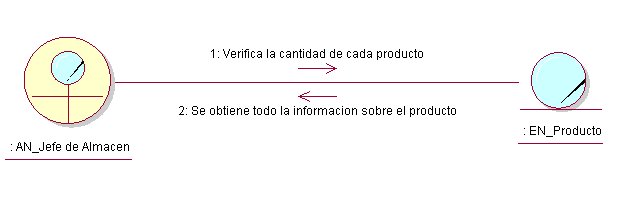 1: Verifica la cantidad de cada producto
2: Se obtiene todo la informacion sobre el producto
: AN_Jefe de Almacen
: EN_Producto